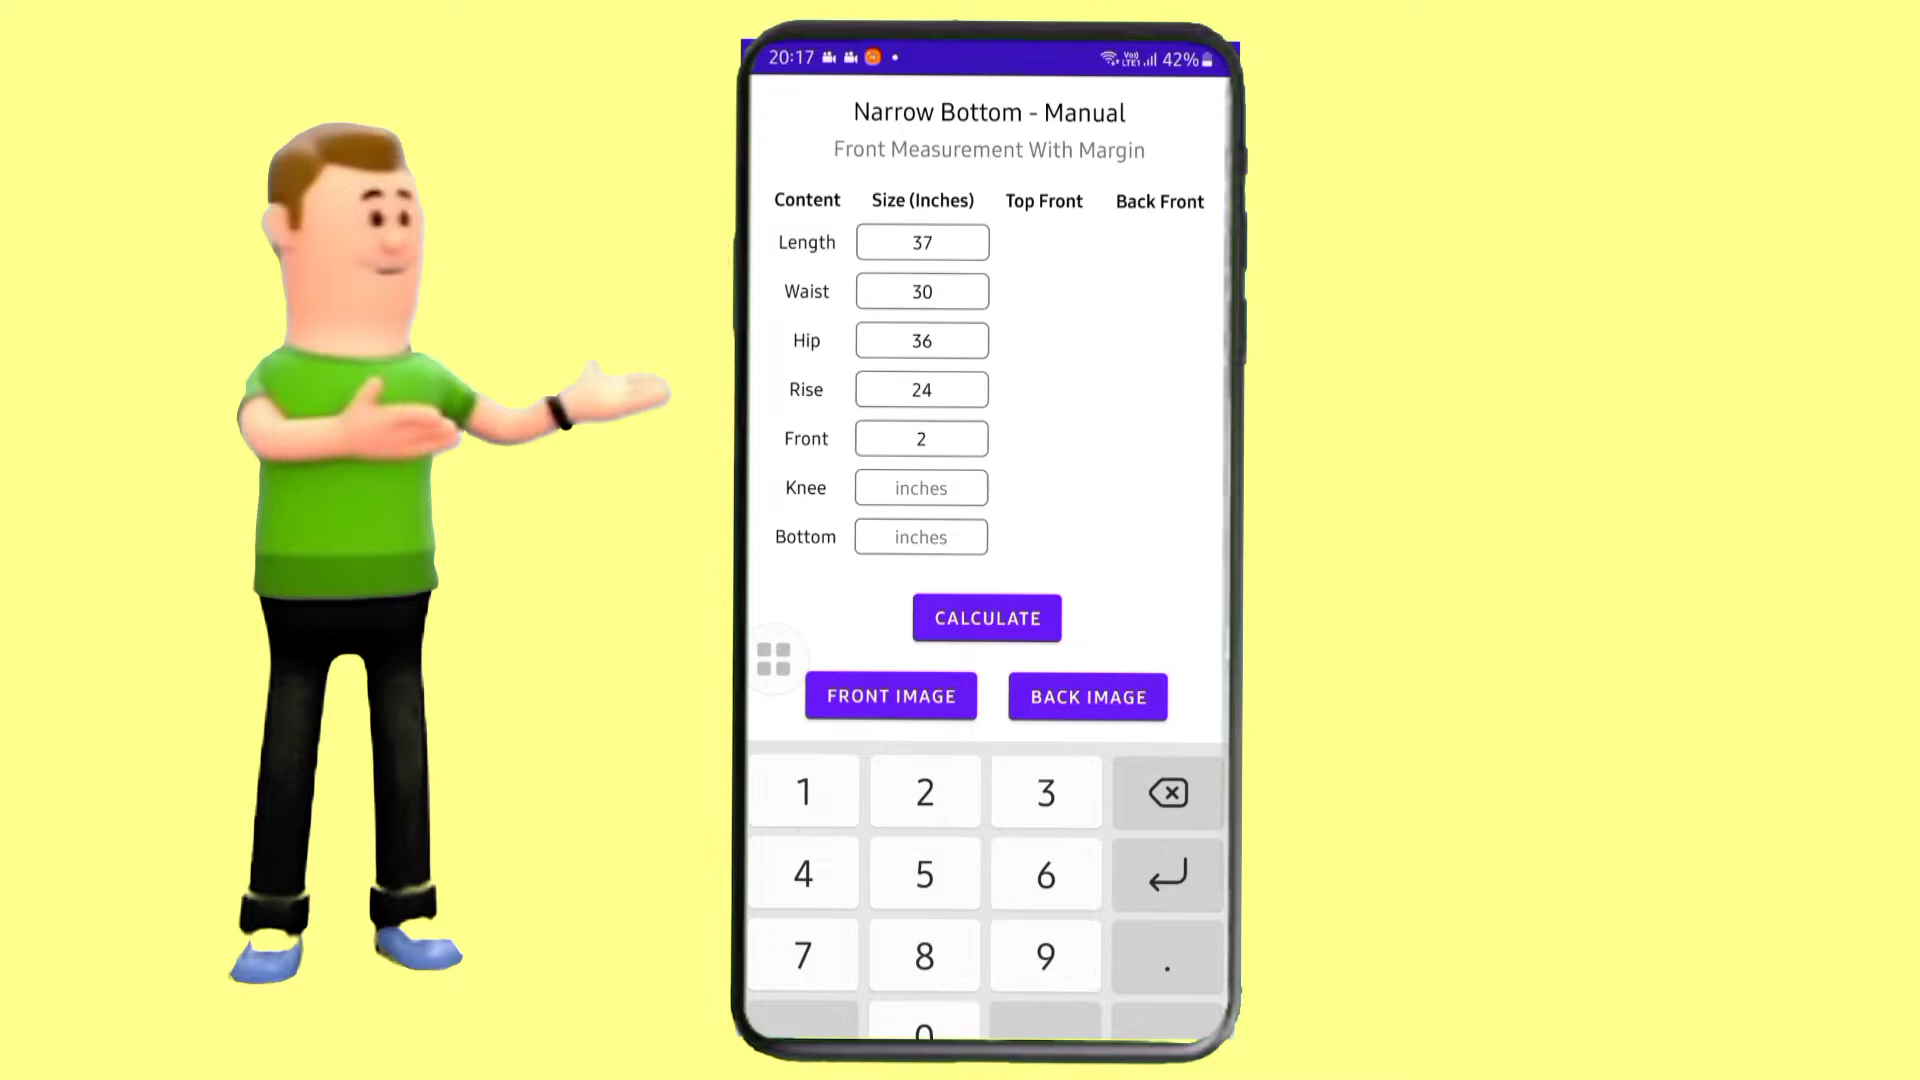 20:17 42%
Narrow Bottom - Manual
Front Measurement With Margin
Content Size (Inches) Top Front Back Front
Length 37
Waist 30
Hip 36
Rise 24
Front 2
Knee inches
Bottom inches
CALCULATE
FRONT IMAGE BACK IMAGE
1 2 3
4 5 6
7 8 9 .
0